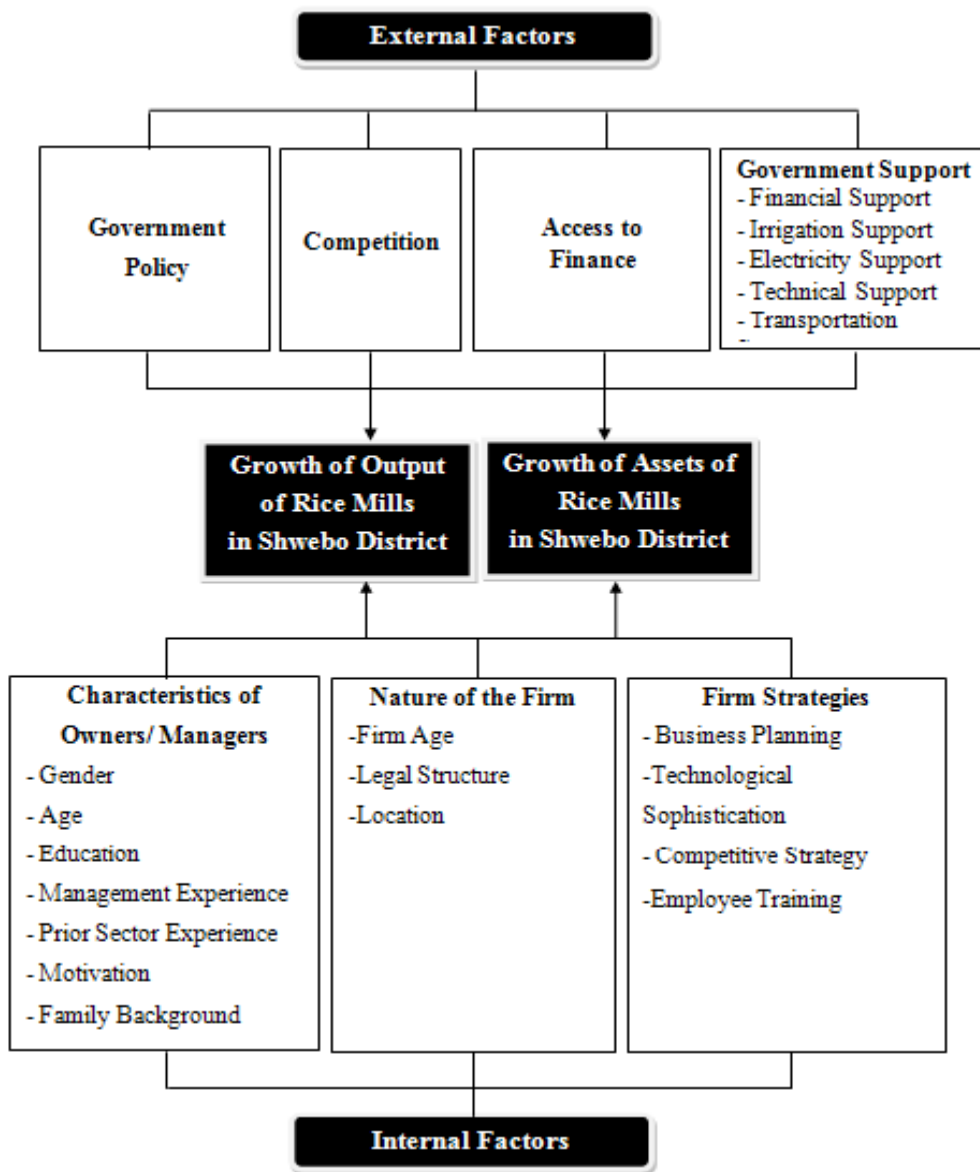 External Factors
Government
Policy
Competition
Access to
Finance
Government Support
- Financial Support
- Irrigation Support
- Electricity Support
- Technical Support
- Transportation
Growth of Output
of Rice Mills
in Shwebo District
Growth of Assets of
Rice Mills
in Shwebo District
Characteristics of
Owners/ Managers
- Gender
- Age
- Education
- Management Experience
- Prior Sector Experience
- Motivation
- Family Background
Nature of the Firm
-Firm Age
-Legal Structure
-Location
Firm Strategies
- Business Planning
-Technological
Sophistication
- Competitive Strategy
-Employee Training
Internal Factors